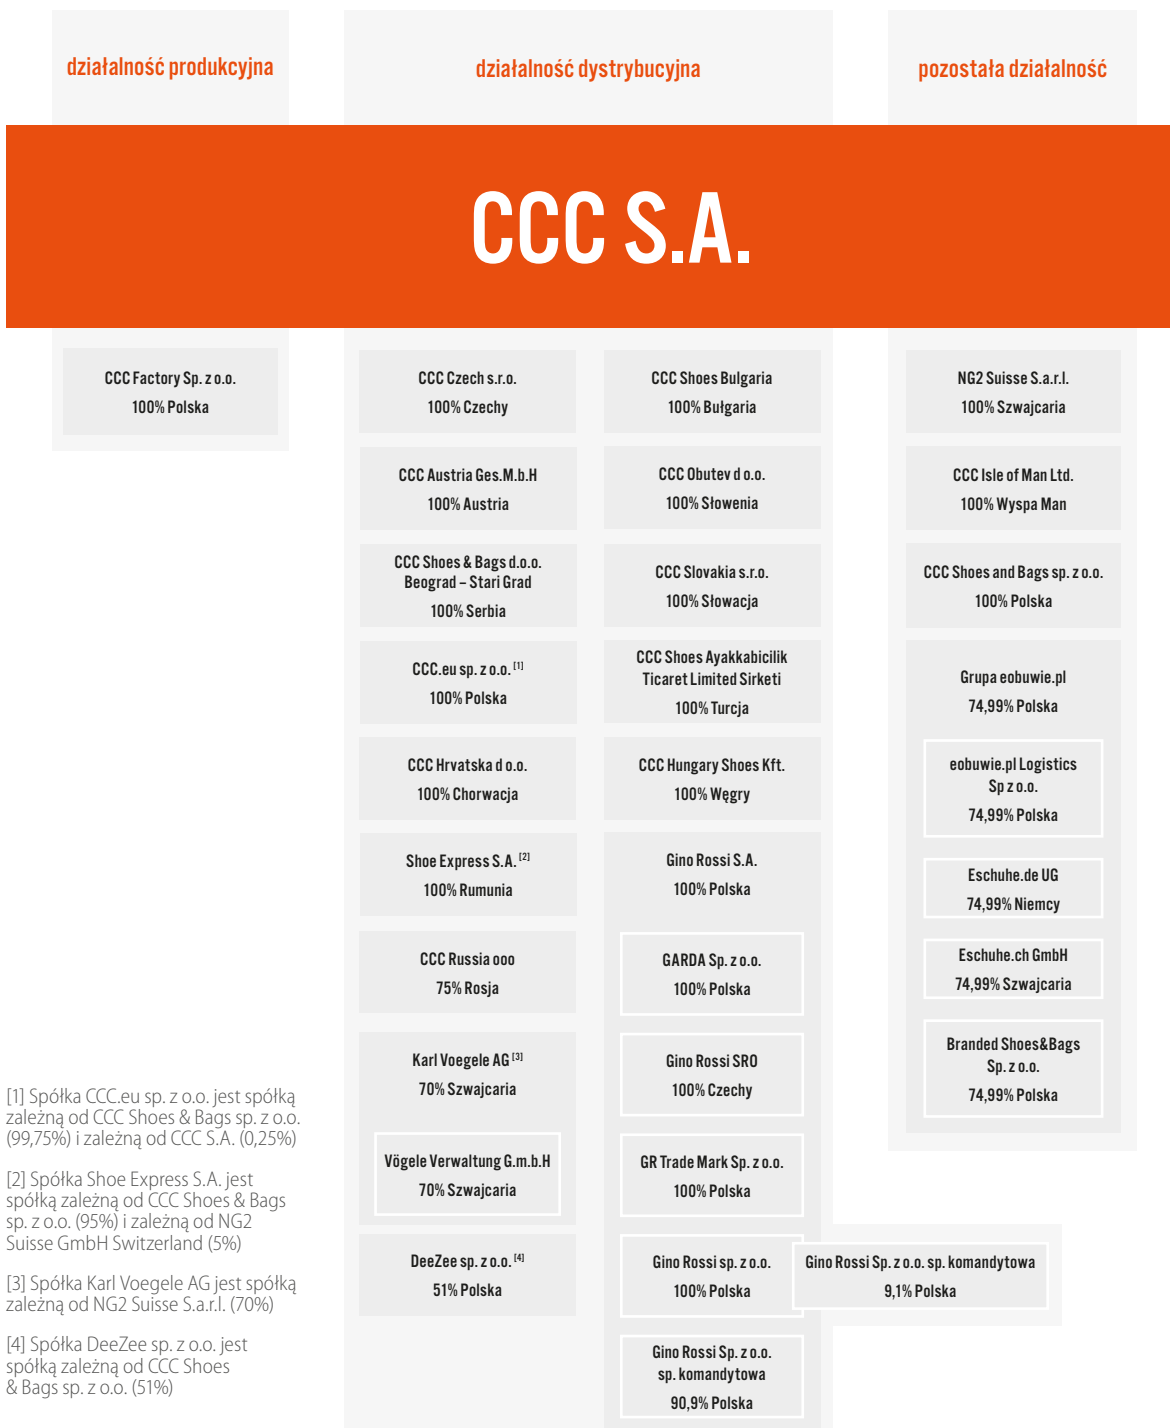 działalność produkcyjna
działalność dystrybucyjna
pozostała działalność
CCC S.A.
CCC Factory Sp. z o.o.
100% Polska
CCC Czech s.r.o.
100% Czechy
CCC Austria Ges.M.b.H
100% Austria
CCC Shoes & Bags d.o.o.
Beograd – Stari Grad
100% Serbia
CCC.eu sp. z o.o. [1]
100% Polska
CCC Hrvatska d o.o.
100% Chorwacja
Shoe Express S.A. [2]
100% Rumunia
CCC Russia ooo
75% Rosja
Karl Voegele AG [3]
70% Szwajcaria
Vögele Verwaltung G.m.b.H
70% Szwajcaria
DeeZee sp. z o.o. [4]
51% Polska
CCC Shoes Bulgaria
100% Bułgaria
CCC Obutev d o.o.
100% Słowenia
CCC Slovakia s.r.o.
100% Słowacja
CCC Shoes Ayakkabicilik
Ticaret Limited Sirketi
100% Turcja
CCC Hungary Shoes Kft.
100% Węgry
Gino Rossi S.A.
100% Polska
GARDA Sp. z o.o.
100% Polska
Gino Rossi SRO
100% Czechy
GR Trade Mark Sp. z o.o.
100% Polska
Gino Rossi sp. z o.o.
100% Polska
Gino Rossi Sp. z o.o. sp. komandytowa
9,1% Polska
Gino Rossi Sp. z o.o.
sp. komandytowa
90,9% Polska
NG2 Suisse S.a.r.l.
100% Szwajcaria
CCC Isle of Man Ltd.
100% Wyspa Man
CCC Shoes and Bags sp. z o.o.
100% Polska
Grupa eobuwie.pl
74,99% Polska
eobuwie.pl Logistics
Sp z o.o.
74,99% Polska
Eschuhe.de UG
74,99% Niemcy
Eschuhe.ch GmbH
74,99% Szwajcaria
Branded Shoes&Bags
Sp. z o.o.
74,99% Polska
[1] Spółka CCC.eu sp. z o.o. jest spółką
zależną od CCC Shoes & Bags sp. z o.o.
(99,75%) i zależną od CCC S.A. (0,25%)
[2] Spółka Shoe Express S.A. jest
spółką zależną od CCC Shoes & Bags
sp. z o.o. (95%) i zależną od NG2
Suisse GmbH Switzerland (5%)
[3] Spółka Karl Voegele AG jest spółką
zależną od NG2 Suisse S.a.r.l. (70%)
[4] Spółka DeeZee sp. z o.o. jest
spółką zależną od CCC Shoes
& Bags sp. z o.o. (51%)